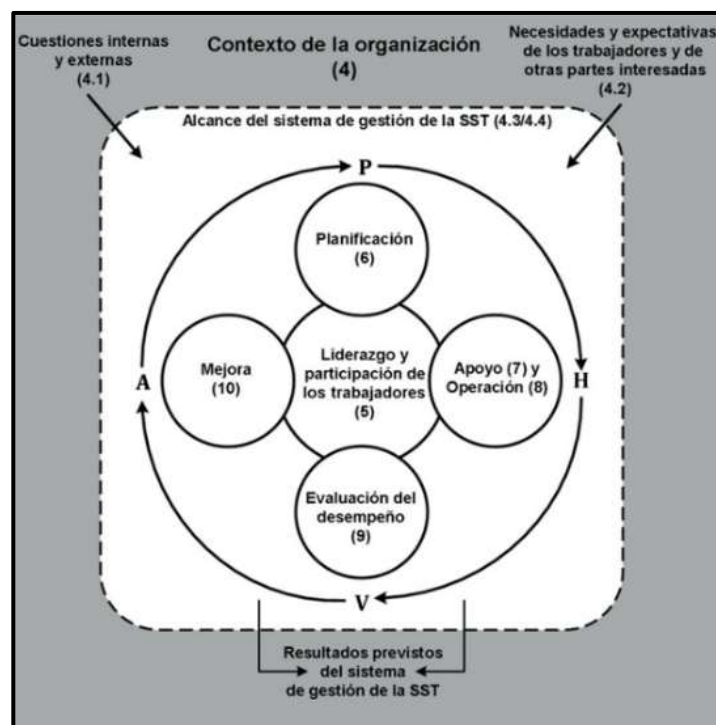 Cuestiones internas
y externas
(4.1)
Contexto de la organización
(4)
Necesidades y expectativas
de los trabajadores y de
otras partes interesadas
(4.2)
Alcance del sistema de gestión de la SST (4.3/4.4)
P
Planificación
(6)
A
Mejora
(10)
Liderazgo y
participación de
los trabajadores
(5)
Apoyo (7) y
Operación (8)
H
Evaluación del
desempeño
(9)
V
Resultados previstos
del sistema
de gestión de la SST